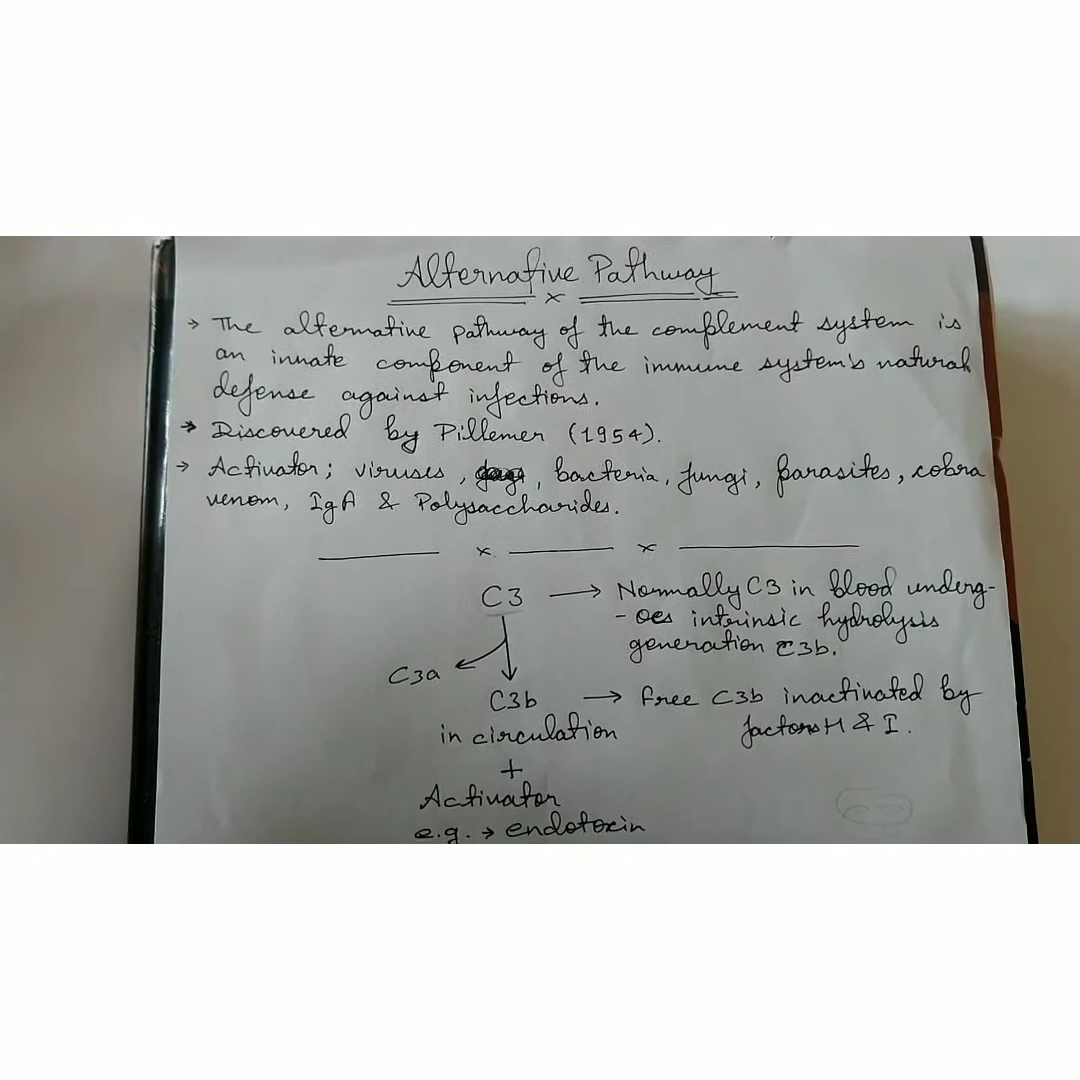 Alternative Pathway
x
→ The alternative pathway of the complement system is
an innate component of the immune system's natural
defense against infections.
→ Discovered by Pillemer (1954).
→ Activator; viruses, , bacteria, fungi, parasites, cobra
venom, IgA & Polysaccharides.
x x
C3 → Normally C3 in blood underg-
- oes intrinsic hydrolysis
generation C3b.
C3a
C3b → free C3b inactivated by
in circulation factors H & I.
+
Activator
e.g. → endotoxin